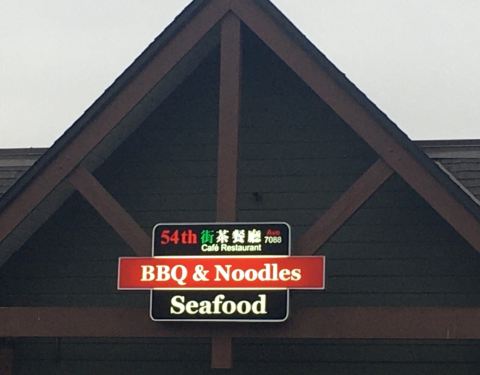 54th 街茶餐廳 Ave 7088
Café Restaurant
BBQ & Noodles
Seafood